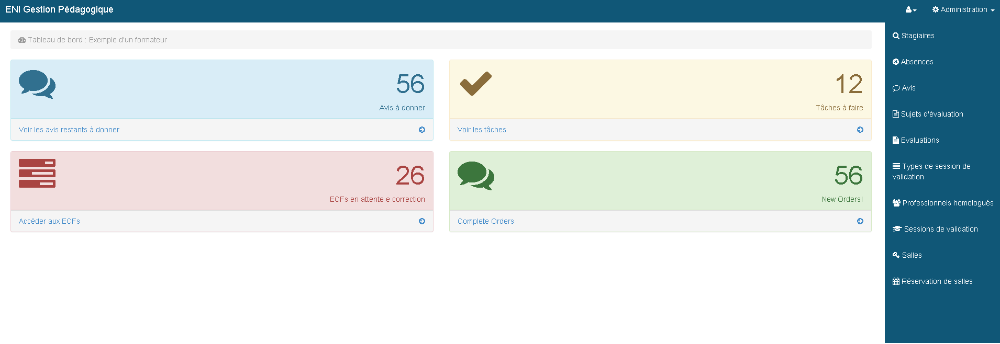 ENI Gestion Pédagogique
Administration
Tableau de bord : Exemple d'un formateur
56
Avis à donner
Voir les avis restants à donner
12
Tâches à faire
Voir les tâches
26
ECFs en attente e correction
Accéder aux ECFs
56
New Orders!
Complete Orders
Stagiaires
Absences
Avis
Sujets d'évaluation
Evaluations
Types de session de
validation
Professionnels homologués
Sessions de validation
Salles
Réservation de salles